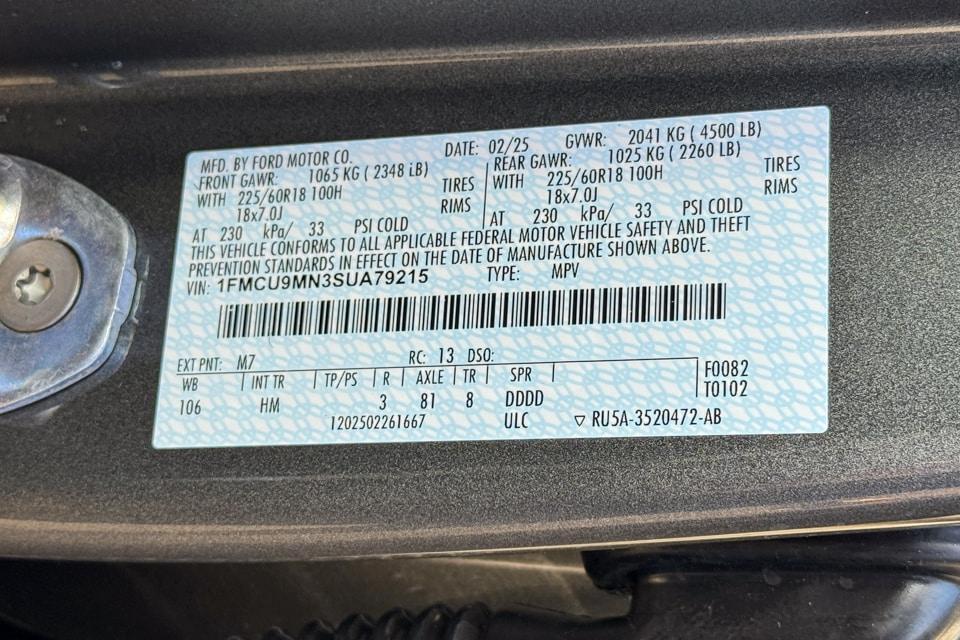 MFD. BY FORD MOTOR CO. DATE: 02/25 GVWR: 2041 KG ( 4500 LB)
FRONT GAWR: 1065 KG ( 2348 lB) REAR GAWR: 1025 KG ( 2260 LB)
WITH 225/60R18 100H TIRES WITH 225/60R18 100H TIRES
18x7.0J RIMS 18x7.0J RIMS
AT 230 kPa/ 33 PSI COLD AT 230 kPa/ 33 PSI COLD
THIS VEHICLE CONFORMS TO ALL APPLICABLE FEDERAL MOTOR VEHICLE SAFETY AND THEFT
PREVENTION STANDARDS IN EFFECT ON THE DATE OF MANUFACTURE SHOWN ABOVE.
VIN: 1FMCU9MN3SUA79215 TYPE: MPV
EXT PNT: M7 RC: 13 DSO:
WB INT TR TP/PS R AXLE TR SPR F0082
106 HM 3 81 8 DDDD T0102
1202502261667 ULC ▽ RU5A-3520472-AB